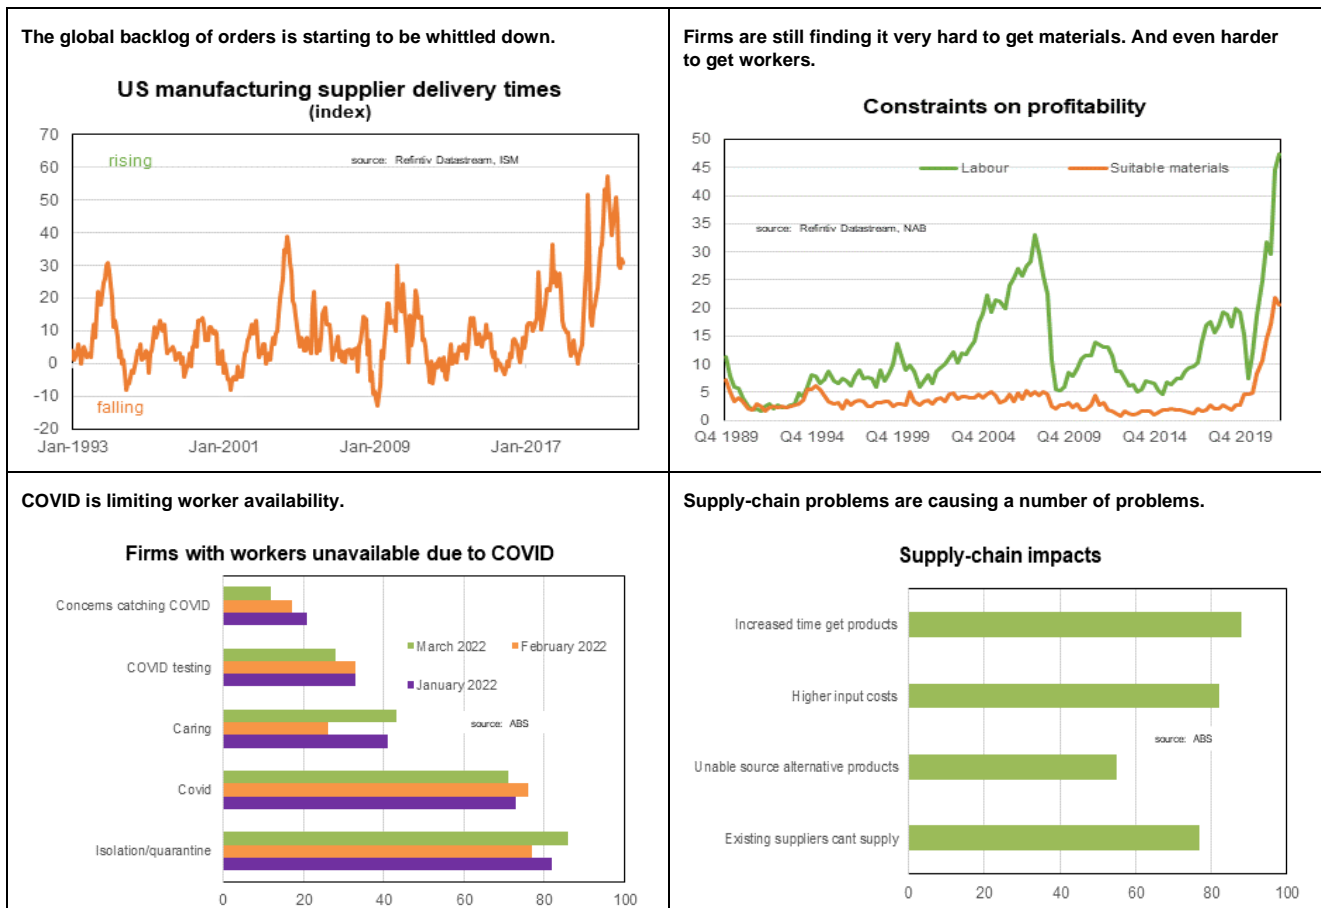 The global backlog of orders is starting to be whittled down.
US manufacturing supplier delivery times
(index)
70
60
50
40
30
20
10
0
-10
-20
rising
source: Refintiv Datastream, ISM
falling
Jan-1993
Jan-2001
Jan-2009
Jan-2017
Firms are still finding it very hard to get materials. And even harder
to get workers.
Constraints on profitability
50
45
40
35
30
25
20
15
10
5
0
Labour
Suitable materials
source: Refintiv Datastream, NAB
Q4 1989
Q4 1994
Q4 1999
Q4 2004
Q4 2009
Q4 2014
Q4 2019
COVID is limiting worker availability.
Firms with workers unavailable due to COVID
Concerns catching COVID
COVID testing
Caring
Covid
Isolation/quarantine
March 2022
February 2022
January 2022
source: ABS
0
20
40
60
80
100
Supply-chain problems are causing a number of problems.
Supply-chain impacts
Increased time get products
Higher input costs
Unable source alternative products
Existing suppliers cant supply
source: ABS
0
20
40
60
80
100